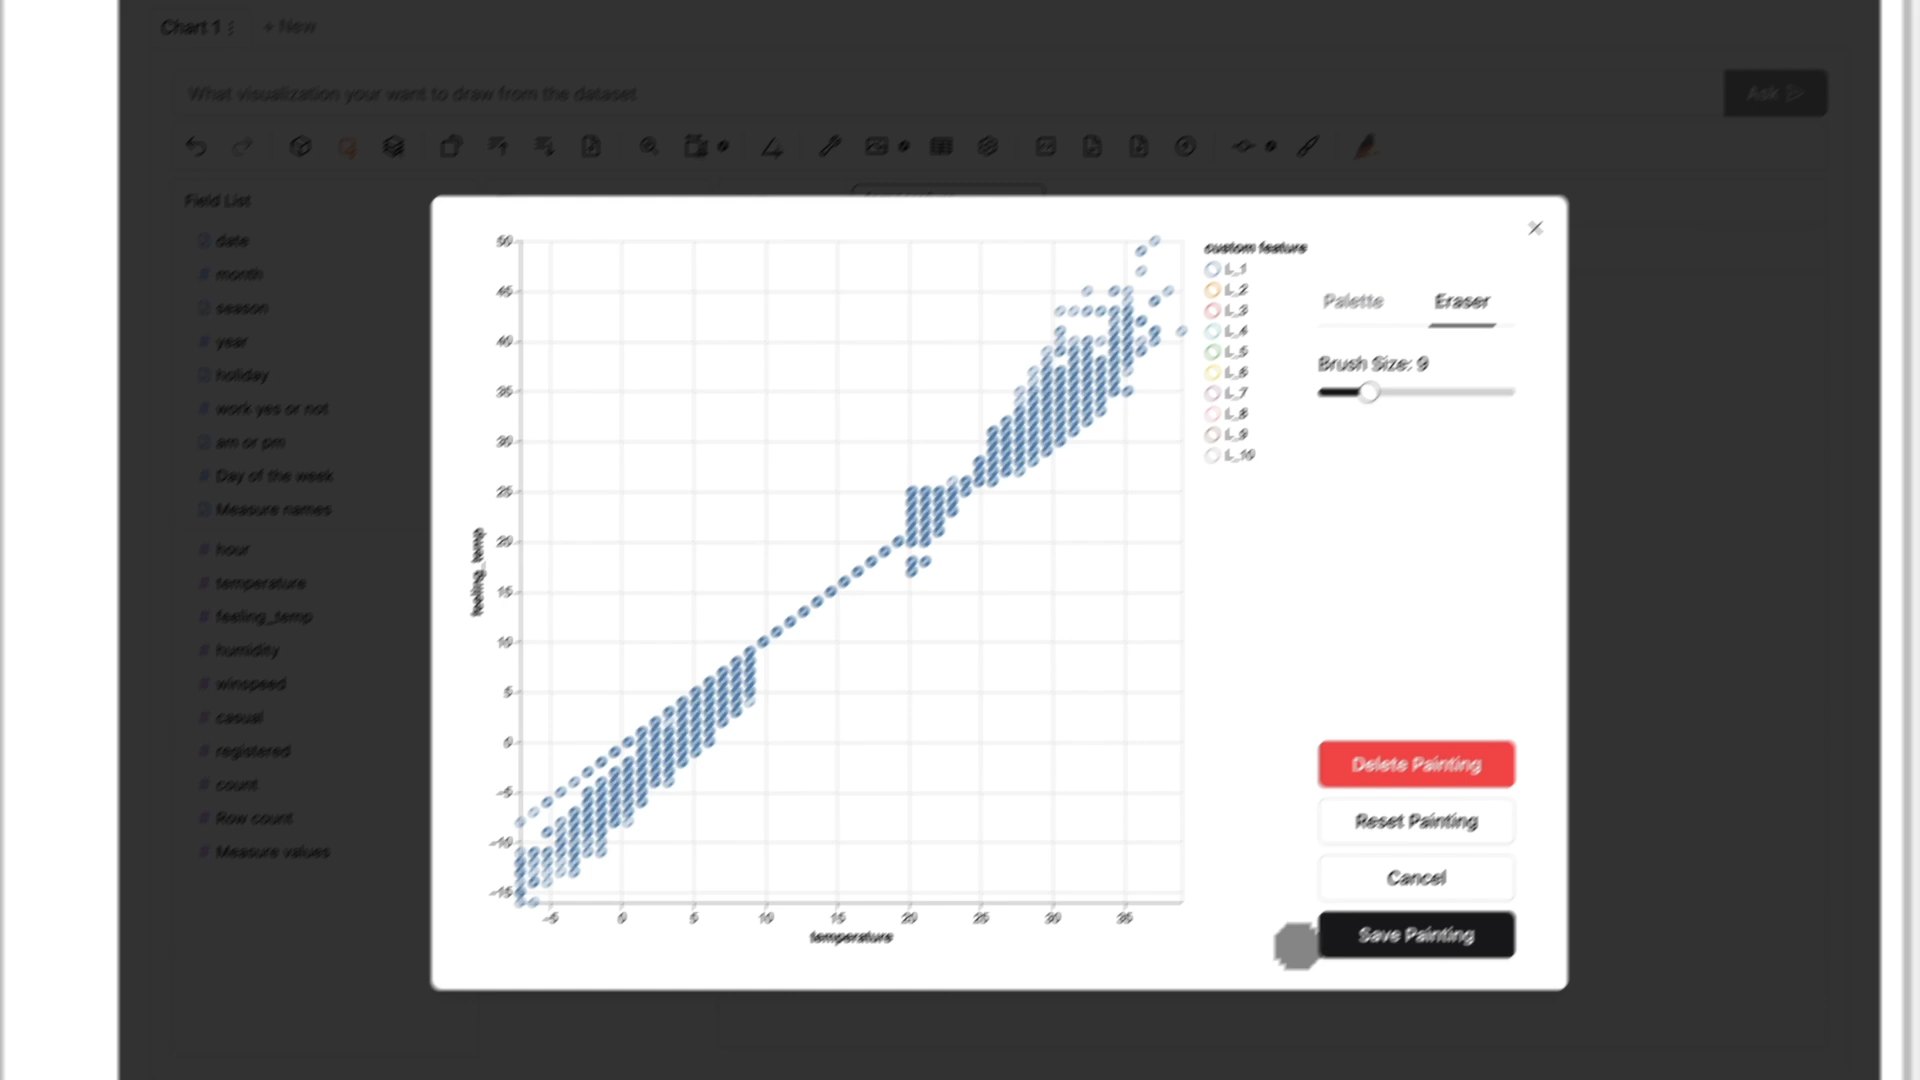 Chart 1
+ New
What visualization your want to draw from the dataset
Ask
Field List
date
month
season
year
holiday
work yes or not
am or pm
Day of the week
Measure names
hour
temperature
feeling_temp
humidity
winspeed
casual
registered
count
Row count
Measure values
50
45
40
35
30
25
20
15
10
5
0
-5
-10
-15
feeling_temp
-5
0
5
10
15
20
25
30
35
temperature
custom feature
L_1
L_2
L_3
L_4
L_5
L_6
L_7
L_8
L_9
L_10
Palette
Eraser
Brush Size: 9
Delete Painting
Reset Painting
Cancel
Save Painting